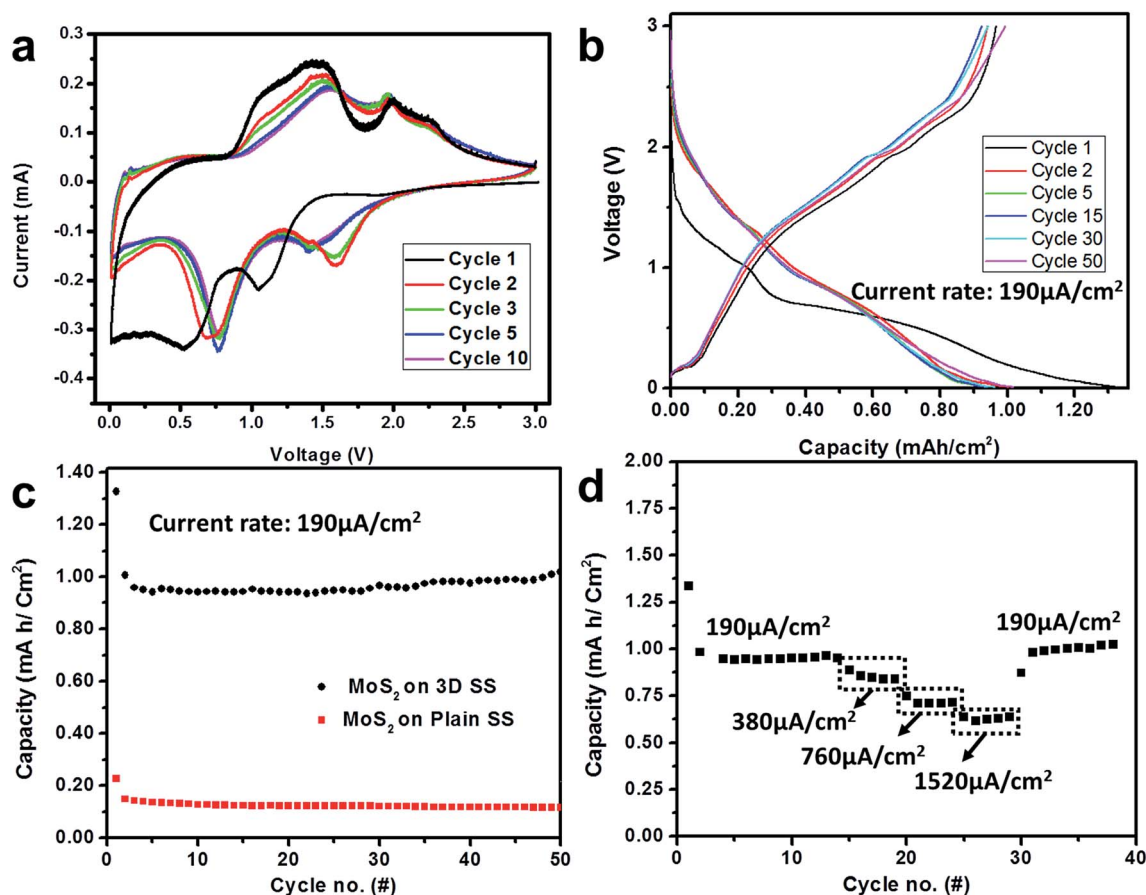 a
0.3
0.2
0.1
0.0
-0.1
-0.2
-0.3
-0.4
Current (mA)
Cycle 1
Cycle 2
Cycle 3
Cycle 5
Cycle 10
0.0 0.5 1.0 1.5 2.0 2.5 3.0
Voltage (V)
b
3
2
1
0
Voltage (V)
Cycle 1
Cycle 2
Cycle 5
Cycle 15
Cycle 30
Cycle 50
Current rate: 190µA/cm²
0.00 0.20 0.40 0.60 0.80 1.00 1.20
Capacity (mAh/cm²)
c
1.40
1.20
1.00
0.80
0.60
0.40
0.20
0.00
Capacity (mA h/ Cm²)
Current rate: 190µA/cm²
MoS₂ on 3D SS
MoS₂ on Plain SS
0 10 20 30 40 50
Cycle no. (#)
d
2.00
1.75
1.50
1.25
1.00
0.75
0.50
0.25
0.00
Capacity (mA h/ Cm²)
190µA/cm²
190µA/cm²
380µA/cm²
760µA/cm²
1520µA/cm²
0 10 20 30 40
Cycle no. (#)